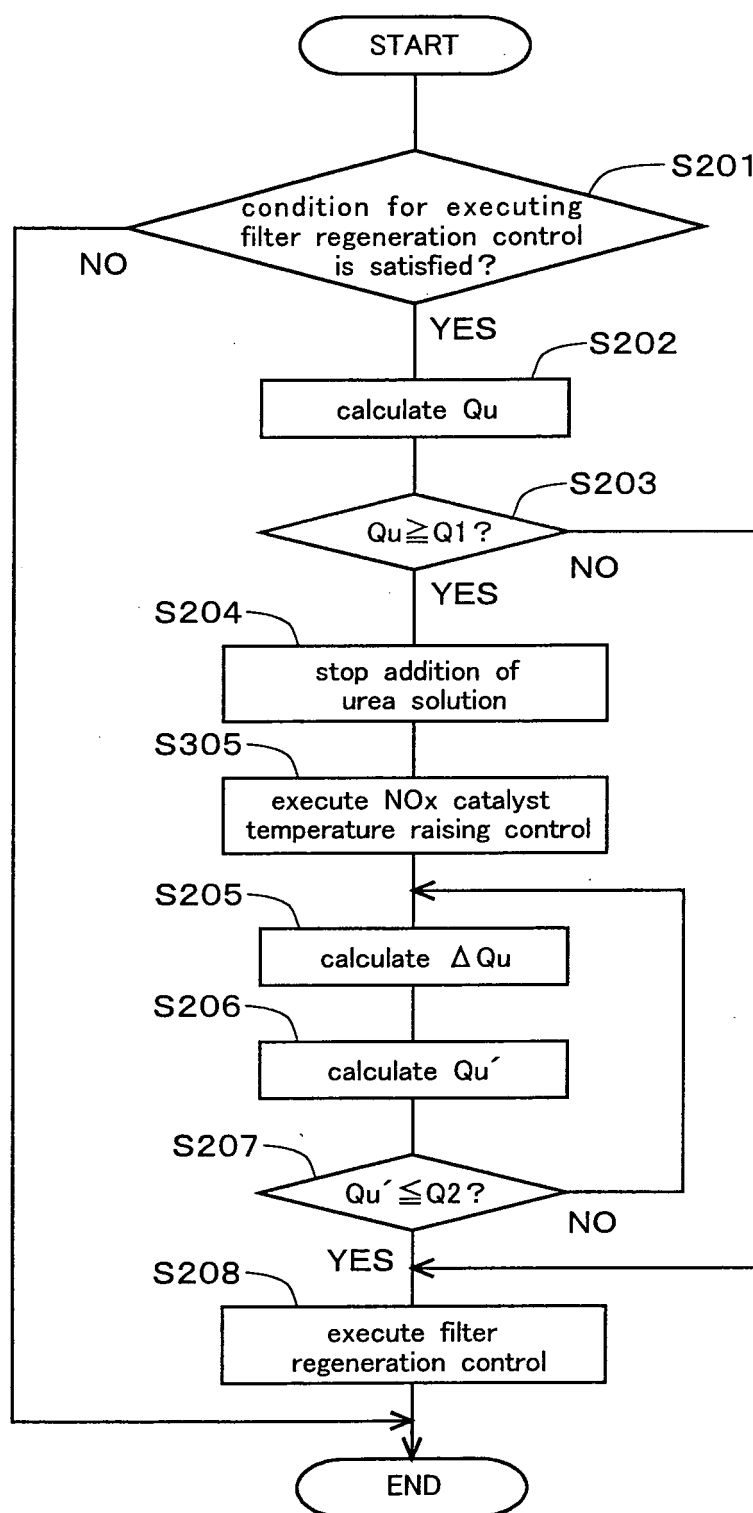 START
S201
condition for executing
filter regeneration control
is satisfied?
NO
YES
S202
calculate Qu
S203
Qu≧Q1?
NO
YES
S204
stop addition of
urea solution
S305
execute NOx catalyst
temperature raising control
S205
calculate ΔQu
S206
calculate Qu´
S207
Qu´≦Q2?
NO
YES
S208
execute filter
regeneration control
END